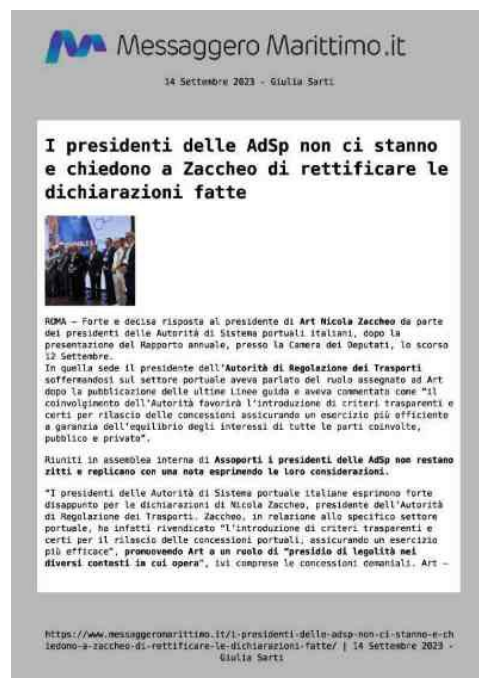 Messaggero Marittimo.it
14 Settembre 2023 - Giulia Sarti
I presidenti delle AdSp non ci stanno
e chiedono a Zaccheo di rettificare le
dichiarazioni fatte
ROMA – Forte e decisa risposta al presidente di Art Nicola Zaccheo da parte
dei presidenti delle Autorità di Sistema portuali italiani, dopo la
presentazione del Rapporto annuale, presso la Camera dei Deputati, lo scorso
12 Settembre.
In quella sede il presidente dell'Autorità di Regolazione dei Trasporti
soffermandosi sul settore portuale aveva parlato del ruolo assegnato ad Art
dopo la pubblicazione delle ultime Linee guida e aveva commentato come "il
coinvolgimento dell'Autorità favorirà l'introduzione di criteri trasparenti e
certi per rilascio delle concessioni assicurando un esercizio più efficiente
a garanzia dell'equilibrio degli interessi di tutte le parti coinvolte,
pubblico e privato".
Riuniti in assemblea interna di Assoporti i presidenti delle AdSp non restano
zitti e replicano con una nota esprimendo le loro considerazioni.
"I presidenti delle Autorità di Sistema portuale italiane esprimono forte
disappunto per le dichiarazioni di Nicola Zaccheo, presidente dell'Autorità
di Regolazione dei Trasporti. Zaccheo, in relazione allo specifico settore
portuale, ha infatti rivendicato "l'introduzione di criteri trasparenti e
certi per il rilascio delle concessioni portuali, assicurando un esercizio
più efficace", promuovendo Art a un ruolo di "presidio di legalità nei
diversi contesti in cui opera", ivi comprese le concessioni demaniali. Art –
https://www.messaggeromarittimo.it/i-presidenti-delle-adsp-non-ci-stanno-e-ch
iedono-a-zaccheo-di-rettificare-le-dichiarazioni-fatte/ | 14 Settembre 2023 -
Giulia Sarti